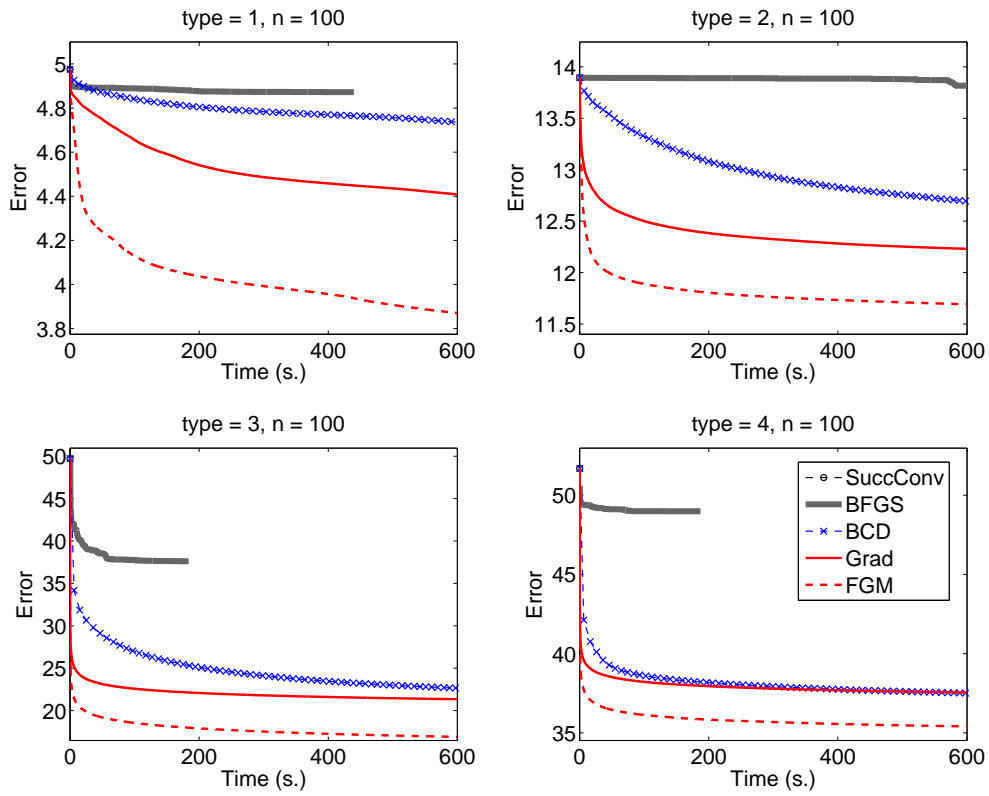 type = 1, n = 100
5
4.8
4.6
4.4
4.2
4
3.8
Error
0
200
400
600
Time (s.)
type = 2, n = 100
14
13.5
13
12.5
12
11.5
Error
0
200
400
600
Time (s.)
type = 3, n = 100
50
45
40
35
30
25
20
Error
0
200
400
600
Time (s.)
type = 4, n = 100
50
45
40
35
Error
0
200
400
600
Time (s.)
SuccConv
BFGS
BCD
Grad
FGM